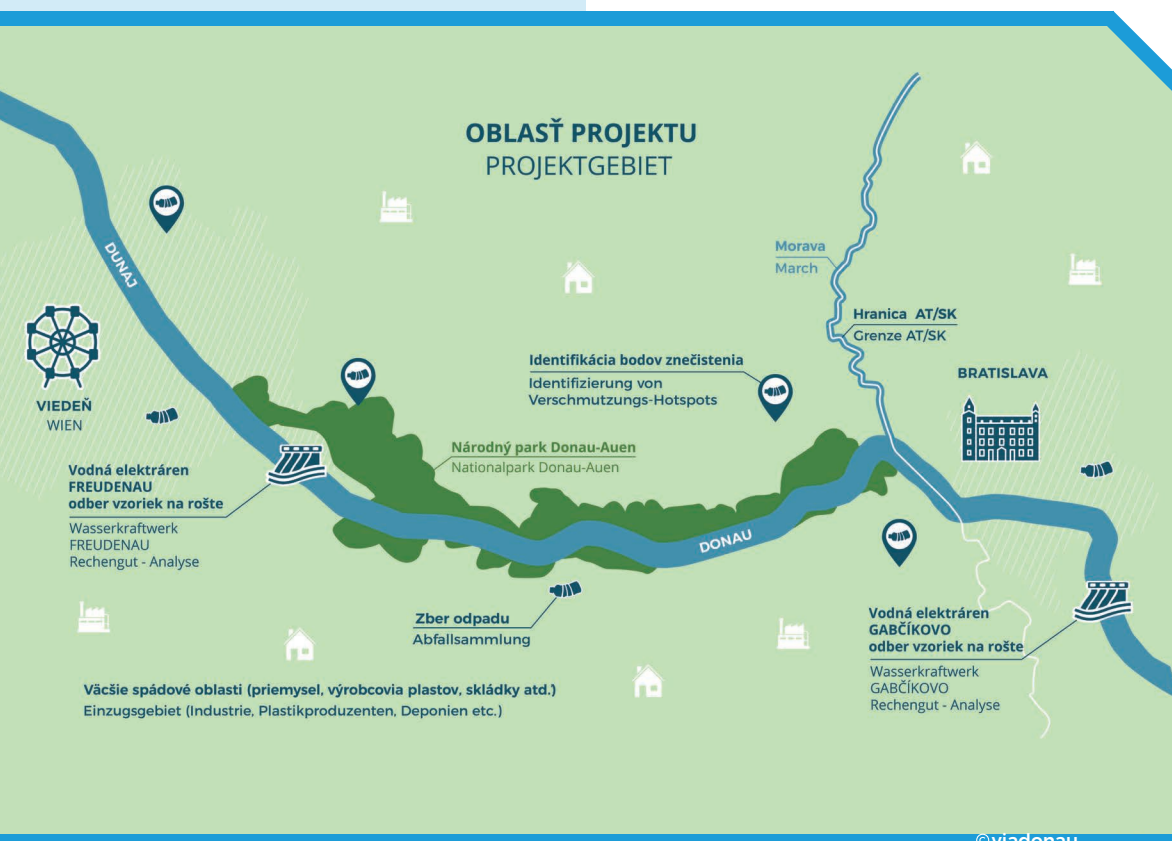 OBLASŤ PROJEKTU
PROJEKTGEBIET
DUNAJ
Morava
March
Hranica AT/SK
Grenze AT/SK
Identifikácia bodov znečistenia
Identifizierung von
Verschmutzungs-Hotspots
BRATISLAVA
VIEDEŇ
WIEN
Národný park Donau-Auen
Nationalpark Donau-Auen
Vodná elektráren
FREUDENAU
odber vzoriek na rošte
Wasserkraftwerk
FREUDENAU
Rechengut - Analyse
DONAU
Zber odpadu
Abfallsammlung
Vodná elektráren
GABČÍKOVO
odber vzoriek na rošte
Wasserkraftwerk
GABČÍKOVO
Rechengut - Analyse
Väcšie spádové oblasti (priemysel, výrobcovia plastov, skládky atd.)
Einzugsgebiet (Industrie, Plastikproduzenten, Deponien etc.)
©viadonau